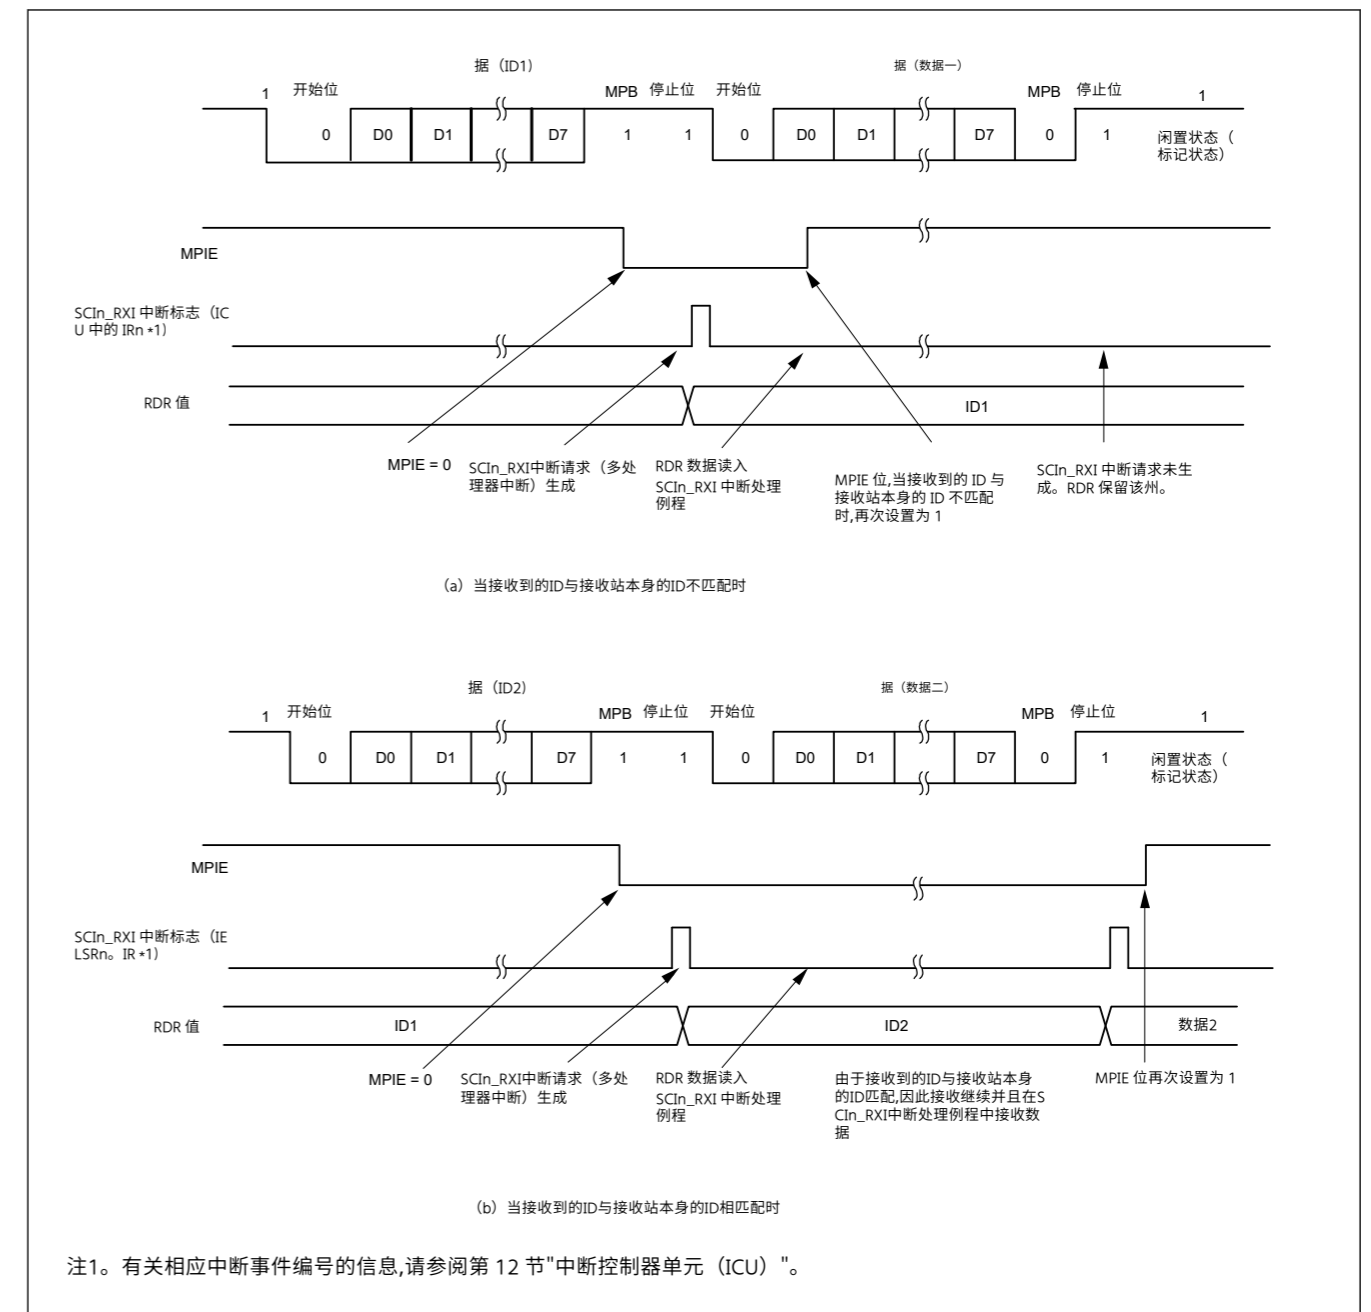 据（ID1）
据（数据一）
1 开始位 MPB 停止位 开始位 MPB 停止位 1
0 D0 D1 D7 1 1 0 D0 D1 D7 0 1 闲置状态（
标记状态）
MPIE
SCIn_RXI 中断标志（IC
U 中的 IRn *1）
RDR 值
ID1
MPIE = 0
SCIn_RXI中断请求（多处
理器中断）生成
RDR 数据读入
SCIn_RXI 中断处理
例程
MPIE 位,当接收到的 ID 与
接收站本身的 ID 不匹配
时,再次设置为 1
SCIn_RXI 中断请求未生
成。RDR 保留该州。
（a）当接收到的ID与接收站本身的ID不匹配时
据（ID2）
据（数据二）
1 开始位 MPB 停止位 开始位 MPB 停止位 1
0 D0 D1 D7 1 1 0 D0 D1 D7 0 1 闲置状态（
标记状态）
MPIE
SCIn_RXI 中断标志（IE
LSRn。IR *1）
RDR 值
ID1 ID2 数据2
MPIE = 0
SCIn_RXI中断请求（多处
理器中断）生成
RDR 数据读入
SCIn_RXI 中断处理
例程
由于接收到的ID与接收站本身
的ID匹配,因此接收继续并且在S
CIn_RXI中断处理例程中接收数
据
MPIE 位再次设置为 1
（b）当接收到的ID与接收站本身的ID相匹配时
注1。有关相应中断事件编号的信息,请参阅第 12 节"中断控制器单元（ICU）"。